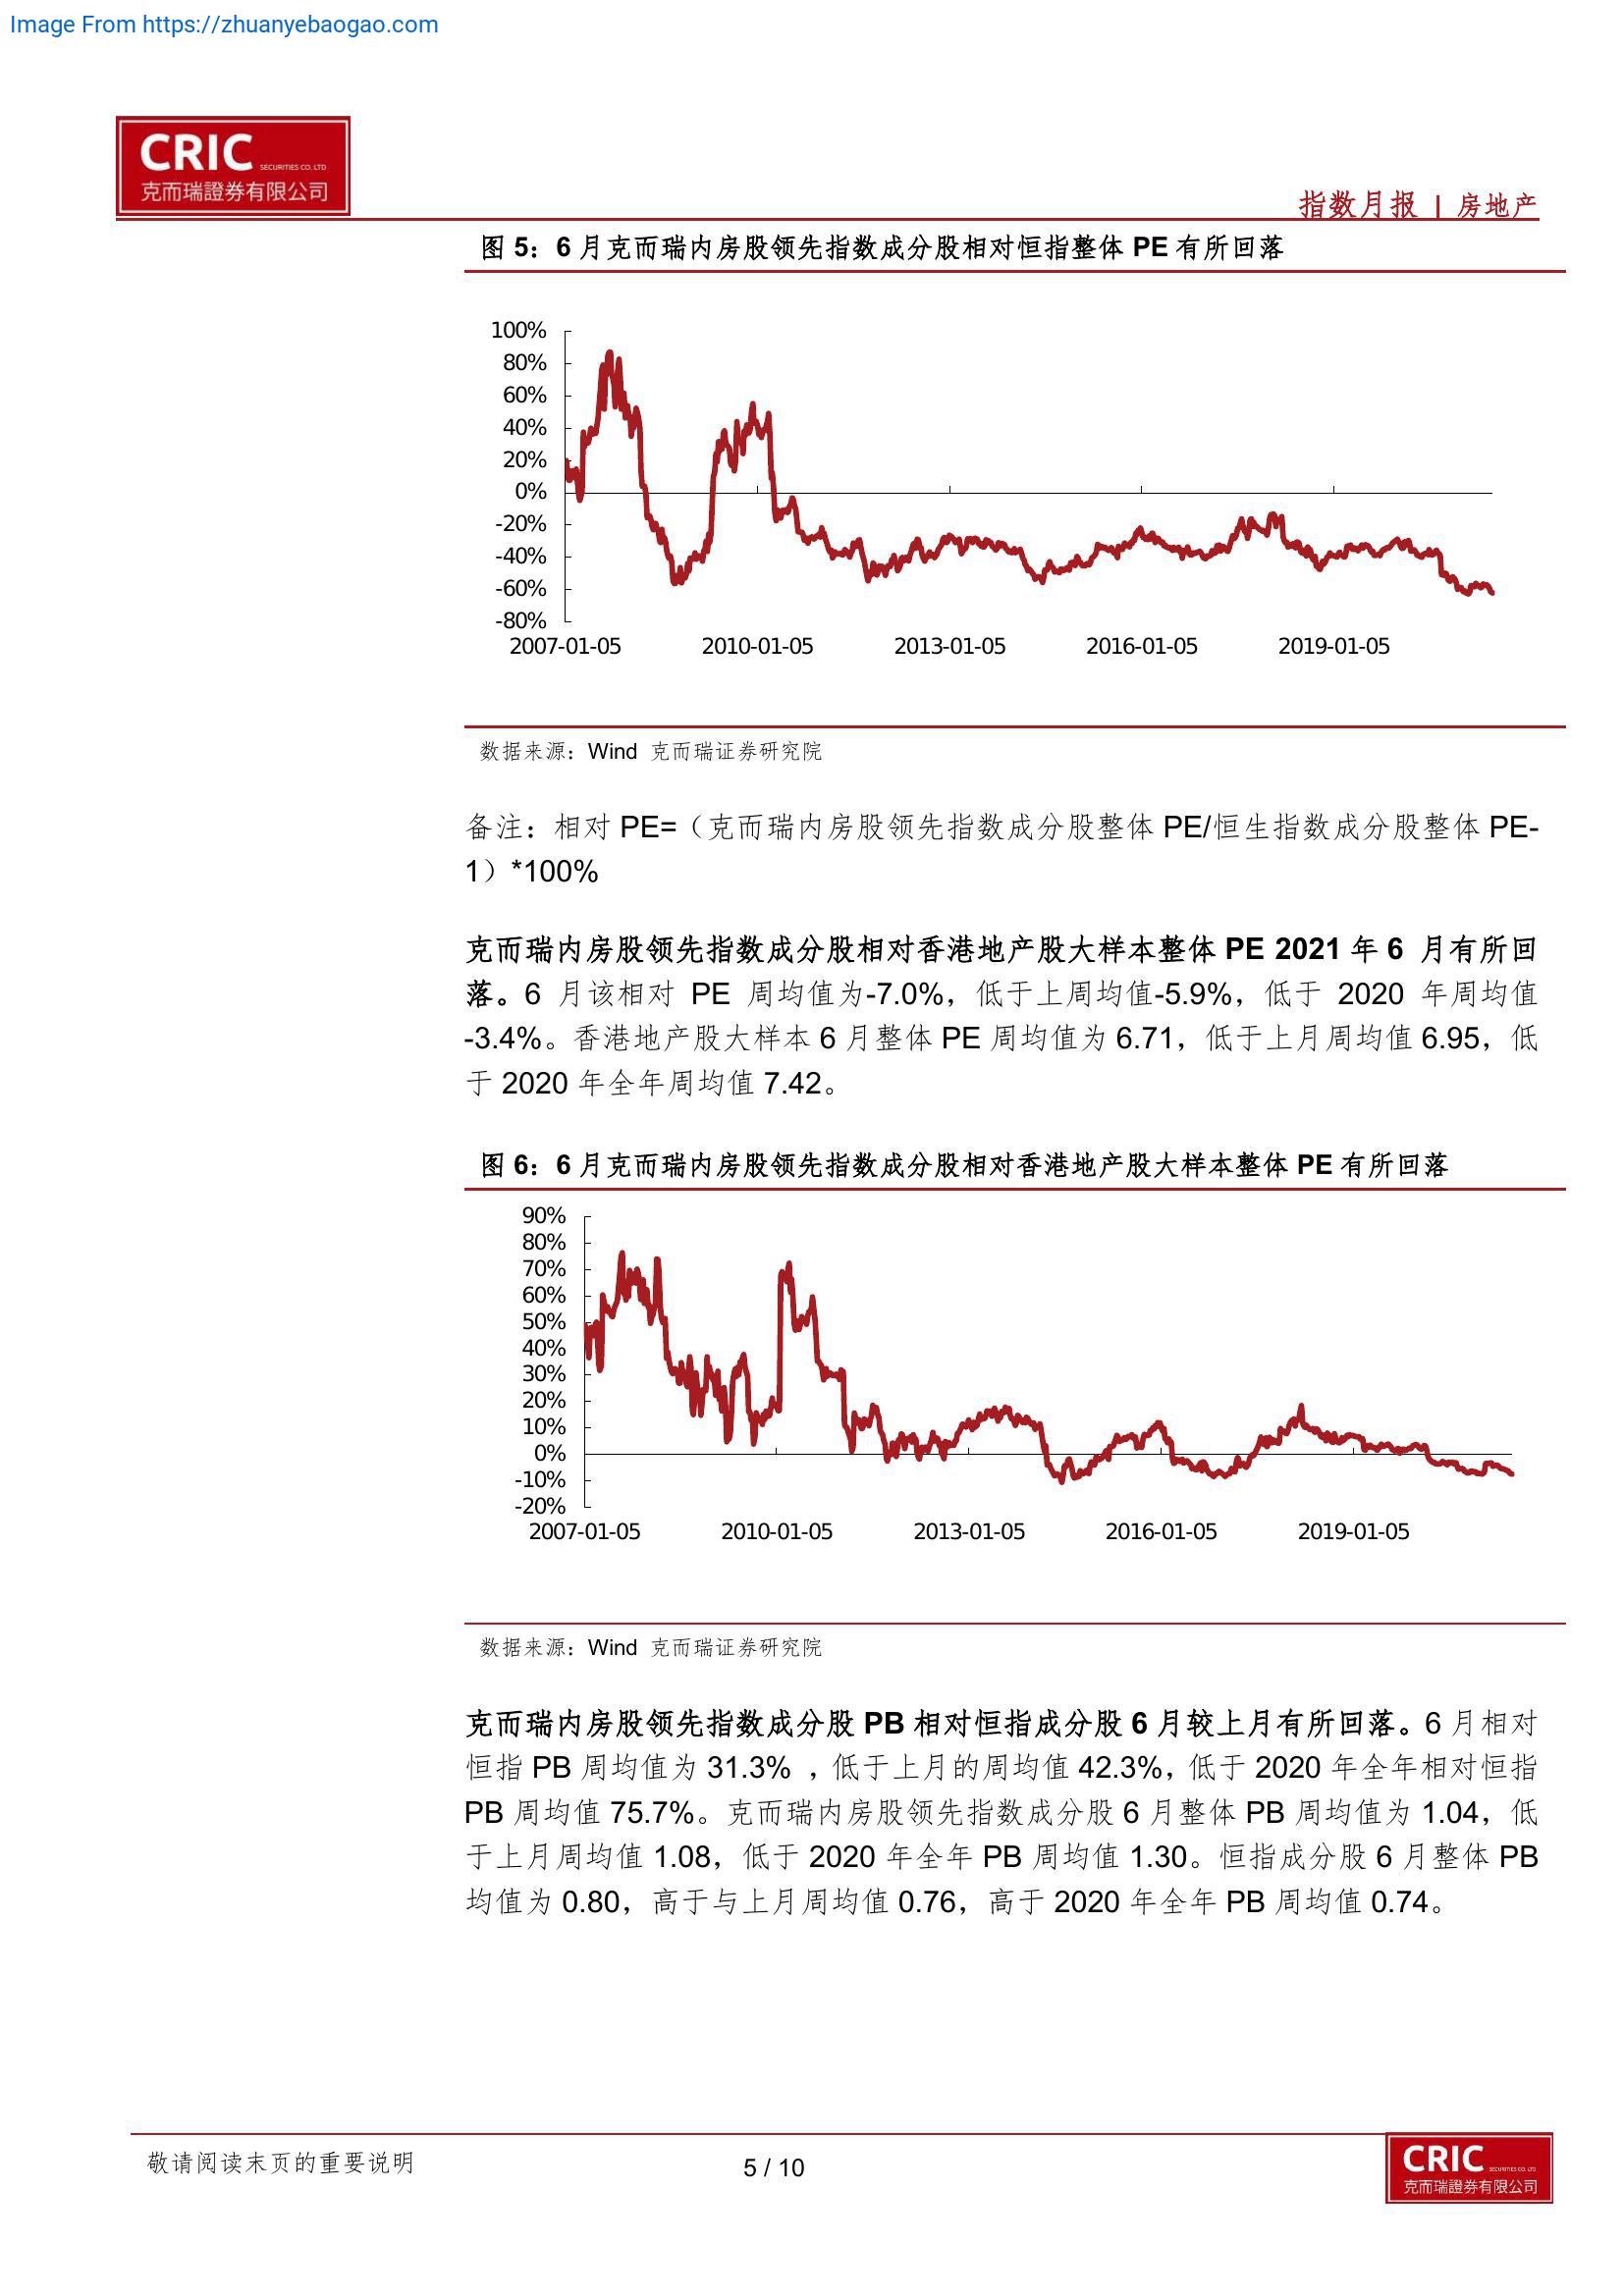 Image From https://zhuanyebaogao.com
CRIC SECURITIES CO. LTD
克而瑞證券有限公司
指数月报 | 房地产
图 5：6 月克而瑞内房股领先指数成分股相对恒指整体 PE 有所回落
100%
80%
60%
40%
20%
0%
-20%
-40%
-60%
-80%
2007-01-05 2010-01-05 2013-01-05 2016-01-05 2019-01-05
数据来源：Wind 克而瑞证券研究院
备注：相对 PE=（克而瑞内房股领先指数成分股整体 PE/恒生指数成分股整体 PE-
1）*100%
克而瑞内房股领先指数成分股相对香港地产股大样本整体 PE 2021 年 6 月有所回
落。6 月该相对 PE 周均值为-7.0%，低于上周均值-5.9%，低于 2020 年周均值
-3.4%。香港地产股大样本 6 月整体 PE 周均值为 6.71，低于上月周均值 6.95，低
于 2020 年全年周均值 7.42。
图 6：6 月克而瑞内房股领先指数成分股相对香港地产股大样本整体 PE 有所回落
90%
80%
70%
60%
50%
40%
30%
20%
10%
0%
-10%
-20%
2007-01-05 2010-01-05 2013-01-05 2016-01-05 2019-01-05
数据来源：Wind 克而瑞证券研究院
克而瑞内房股领先指数成分股 PB 相对恒指成分股 6 月较上月有所回落。6 月相对
恒指 PB 周均值为 31.3% ，低于上月的周均值 42.3%，低于 2020 年全年相对恒指
PB 周均值 75.7%。克而瑞内房股领先指数成分股 6 月整体 PB 周均值为 1.04，低
于上月周均值 1.08，低于 2020 年全年 PB 周均值 1.30。恒指成分股 6 月整体 PB
均值为 0.80，高于与上月周均值 0.76，高于 2020 年全年 PB 周均值 0.74。
敬请阅读末页的重要说明
5 / 10
CRIC SECURITIES CO. LTD
克而瑞證券有限公司